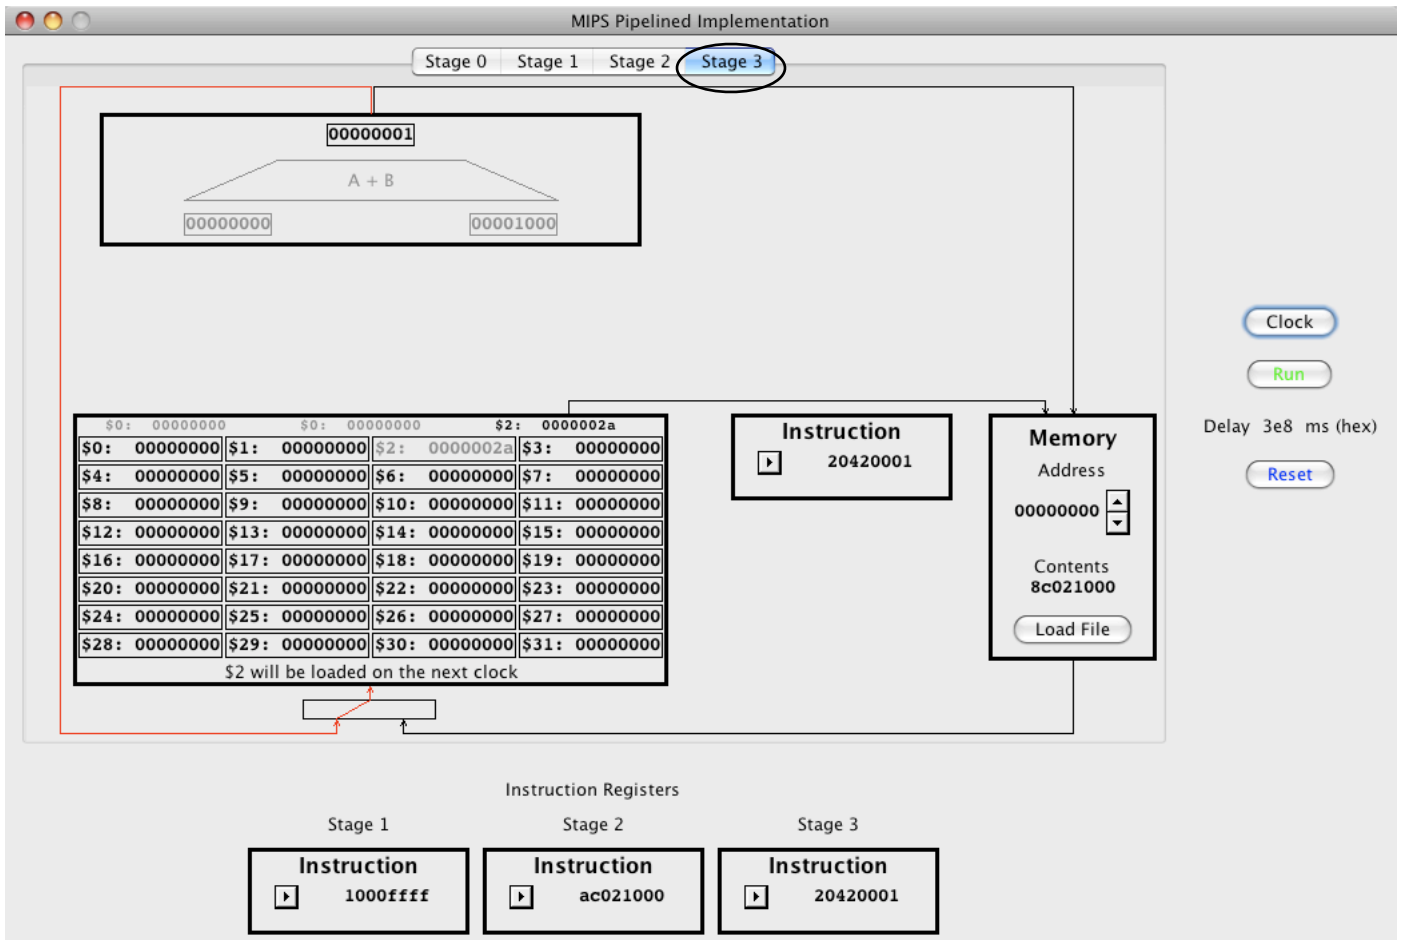 MIPS Pipelined Implementation
Stage 0 Stage 1 Stage 2 Stage 3
00000001
A + B
00000000 00001000
Clock
Run
Delay 3e8 ms (hex)
Reset
$0: 00000000 $0: 00000000 $2: 0000002a
$0: 00000000 $1: 00000000 $2: 0000002a $3: 00000000
$4: 00000000 $5: 00000000 $6: 00000000 $7: 00000000
$8: 00000000 $9: 00000000 $10: 00000000 $11: 00000000
$12: 00000000 $13: 00000000 $14: 00000000 $15: 00000000
$16: 00000000 $17: 00000000 $18: 00000000 $19: 00000000
$20: 00000000 $21: 00000000 $22: 00000000 $23: 00000000
$24: 00000000 $25: 00000000 $26: 00000000 $27: 00000000
$28: 00000000 $29: 00000000 $30: 00000000 $31: 00000000
$2 will be loaded on the next clock
Instruction
20420001
Memory
Address
00000000
Contents
8c021000
Load File
Instruction Registers
Stage 1 Stage 2 Stage 3
Instruction Instruction Instruction
1000ffff ac021000 20420001